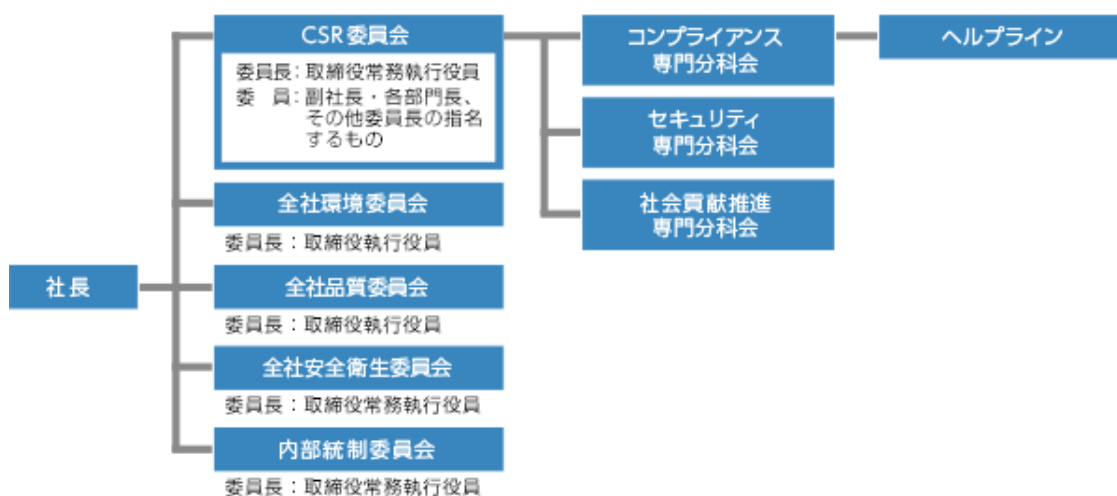 CSR委員会
委員長：取締役常務執行役員
委　員：副社長・各部門長、
その他委員長の指名
するもの
コンプライアンス
専門分科会
ヘルプライン
セキュリティ
専門分科会
社会貢献推進
専門分科会
全社環境委員会
委員長：取締役執行役員
社長
全社品質委員会
委員長：取締役執行役員
全社安全衛生委員会
委員長：取締役常務執行役員
内部統制委員会
委員長：取締役常務執行役員